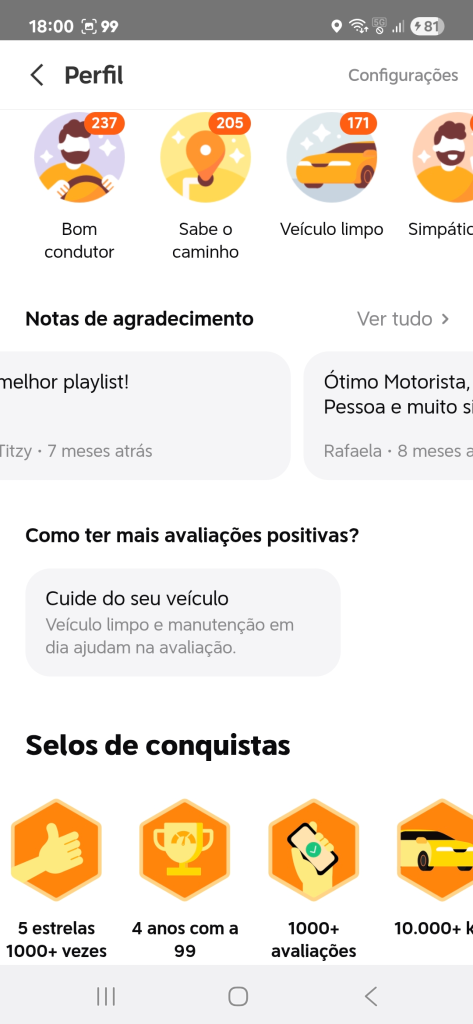 18:00 99 5G 81
Perfil Configurações
237 205 171
Bom condutor
Sabe o caminho
Veículo limpo
Notas de agradecimento Ver tudo
melhor playlist!
7 meses atrás
Ótimo Motorista,
Pessoa e muito
Rafaela • 8 meses
Como ter mais avaliações positivas?
Cuide do seu veículo
Veículo limpo e manutenção em
dia ajudam na avaliação.
Selos de conquistas
5 estrelas
1000+ vezes
4 anos com a
99
1000+
avaliações
10.000+